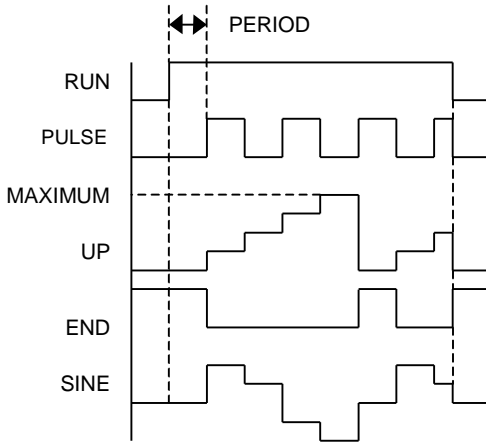 PERIOD
RUN
PULSE
MAXIMUM
UP
END
SINE